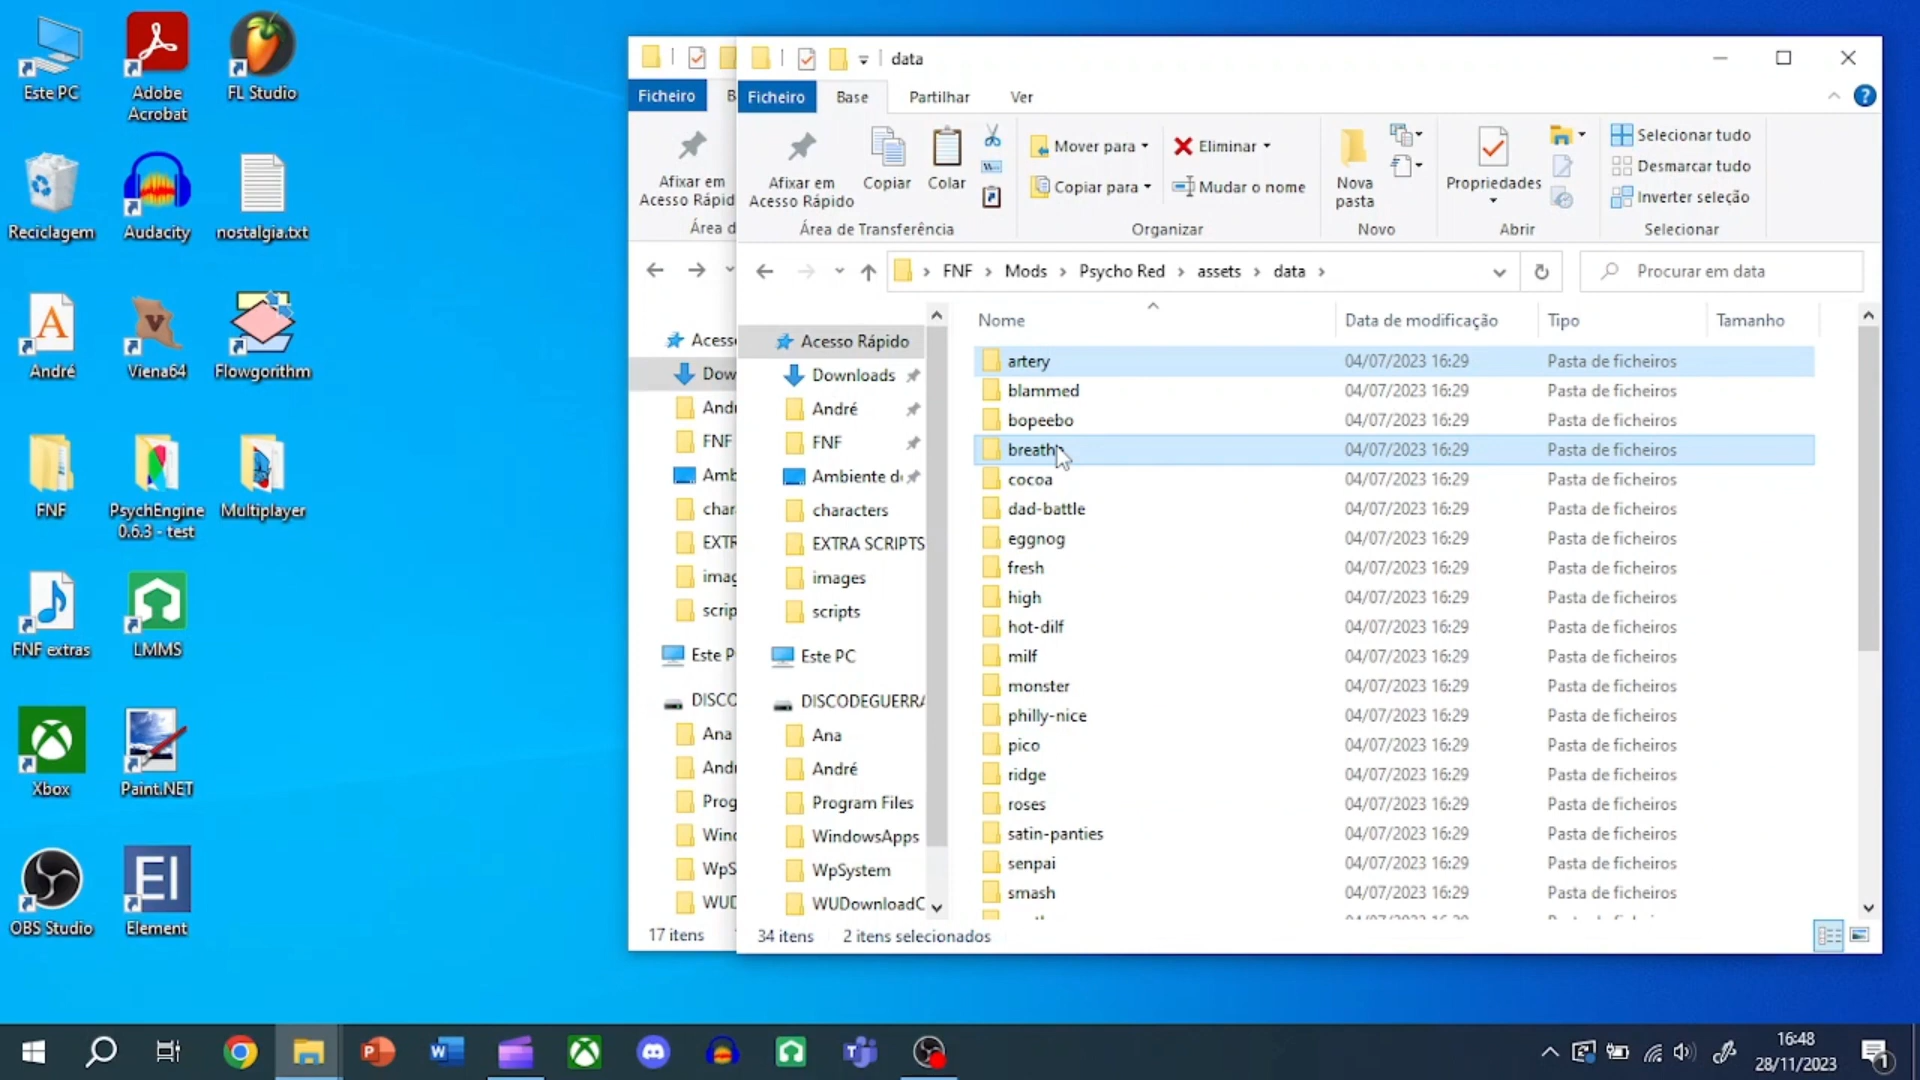 Este PC
Adobe Acrobat
FL Studio
Reciclagem
Audacity
nostalgia.txt
André
Viena64
Flowgorithm
FNF
PsychEngine 0.6.3 - test
Multiplayer
FNF extras
LMMS
Xbox
Paint.NET
OBS Studio
Element
Ficheiro
Afixar em
Acesso Rápid
Área d
Acess
Dow
Andr
FNF
Amb
char
EXTR
imag
scrip
Este P
DISCO
Ana
Andr
Prog
Wind
WpS
WUD
17 itens
data
Ficheiro Base Partilhar Ver
Afixar em
Acesso Rápido
Copiar
Colar
Área de Transferência
Mover para
Copiar para
Eliminar
Mudar o nome
Organizar
Nova
pasta
Novo
Propriedades
Abrir
Selecionar tudo
Desmarcar tudo
Inverter seleção
Selecionar
FNF › Mods › Psycho Red › assets › data ›
Procurar em data
Acesso Rápido
Downloads
André
FNF
Ambiente d
characters
EXTRA SCRIPTS
images
scripts
Este PC
DISCODEGUERRA
Ana
André
Program Files
WindowsApps
WpSystem
WUDownloadC
Nome Data de modificação Tipo Tamanho
artery 04/07/2023 16:29 Pasta de ficheiros
blammed 04/07/2023 16:29 Pasta de ficheiros
bopeebo 04/07/2023 16:29 Pasta de ficheiros
breath 04/07/2023 16:29 Pasta de ficheiros
cocoa 04/07/2023 16:29 Pasta de ficheiros
dad-battle 04/07/2023 16:29 Pasta de ficheiros
eggnog 04/07/2023 16:29 Pasta de ficheiros
fresh 04/07/2023 16:29 Pasta de ficheiros
high 04/07/2023 16:29 Pasta de ficheiros
hot-dilf 04/07/2023 16:29 Pasta de ficheiros
milf 04/07/2023 16:29 Pasta de ficheiros
monster 04/07/2023 16:29 Pasta de ficheiros
philly-nice 04/07/2023 16:29 Pasta de ficheiros
pico 04/07/2023 16:29 Pasta de ficheiros
ridge 04/07/2023 16:29 Pasta de ficheiros
roses 04/07/2023 16:29 Pasta de ficheiros
satin-panties 04/07/2023 16:29 Pasta de ficheiros
senpai 04/07/2023 16:29 Pasta de ficheiros
smash 04/07/2023 16:29 Pasta de ficheiros
34 itens 2 itens selecionados
16:48
28/11/2023
1